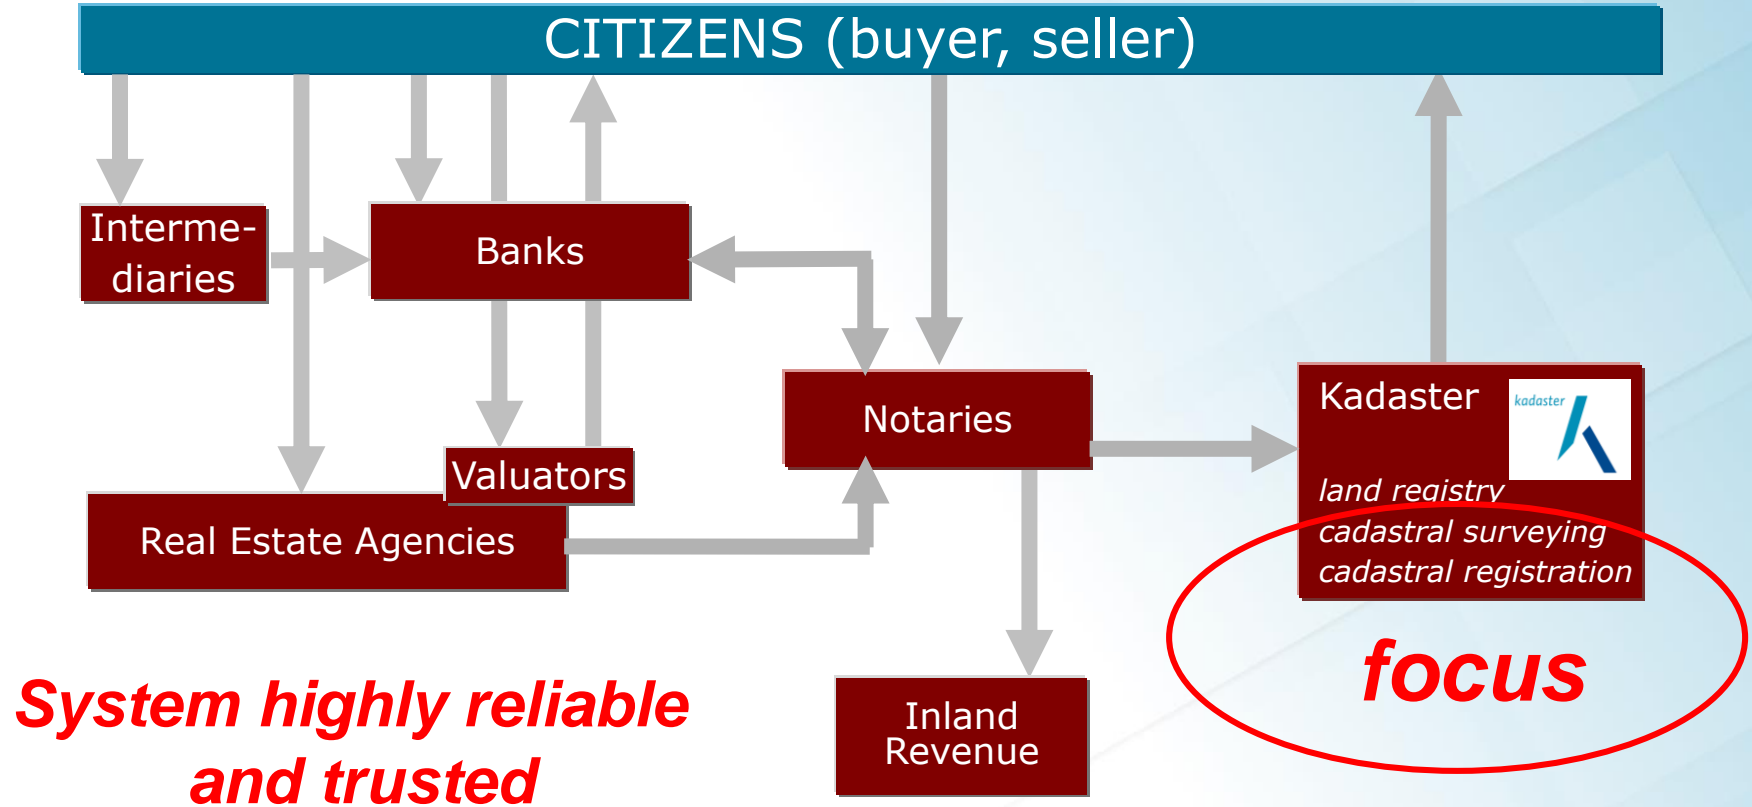 CITIZENS (buyer, seller)
Interme-
diaries
Banks
Notaries
Kadaster
kadaster
land registry
cadastral surveying
cadastral registration
Valuators
Real Estate Agencies
focus
Inland
Revenue
System highly reliable
and trusted